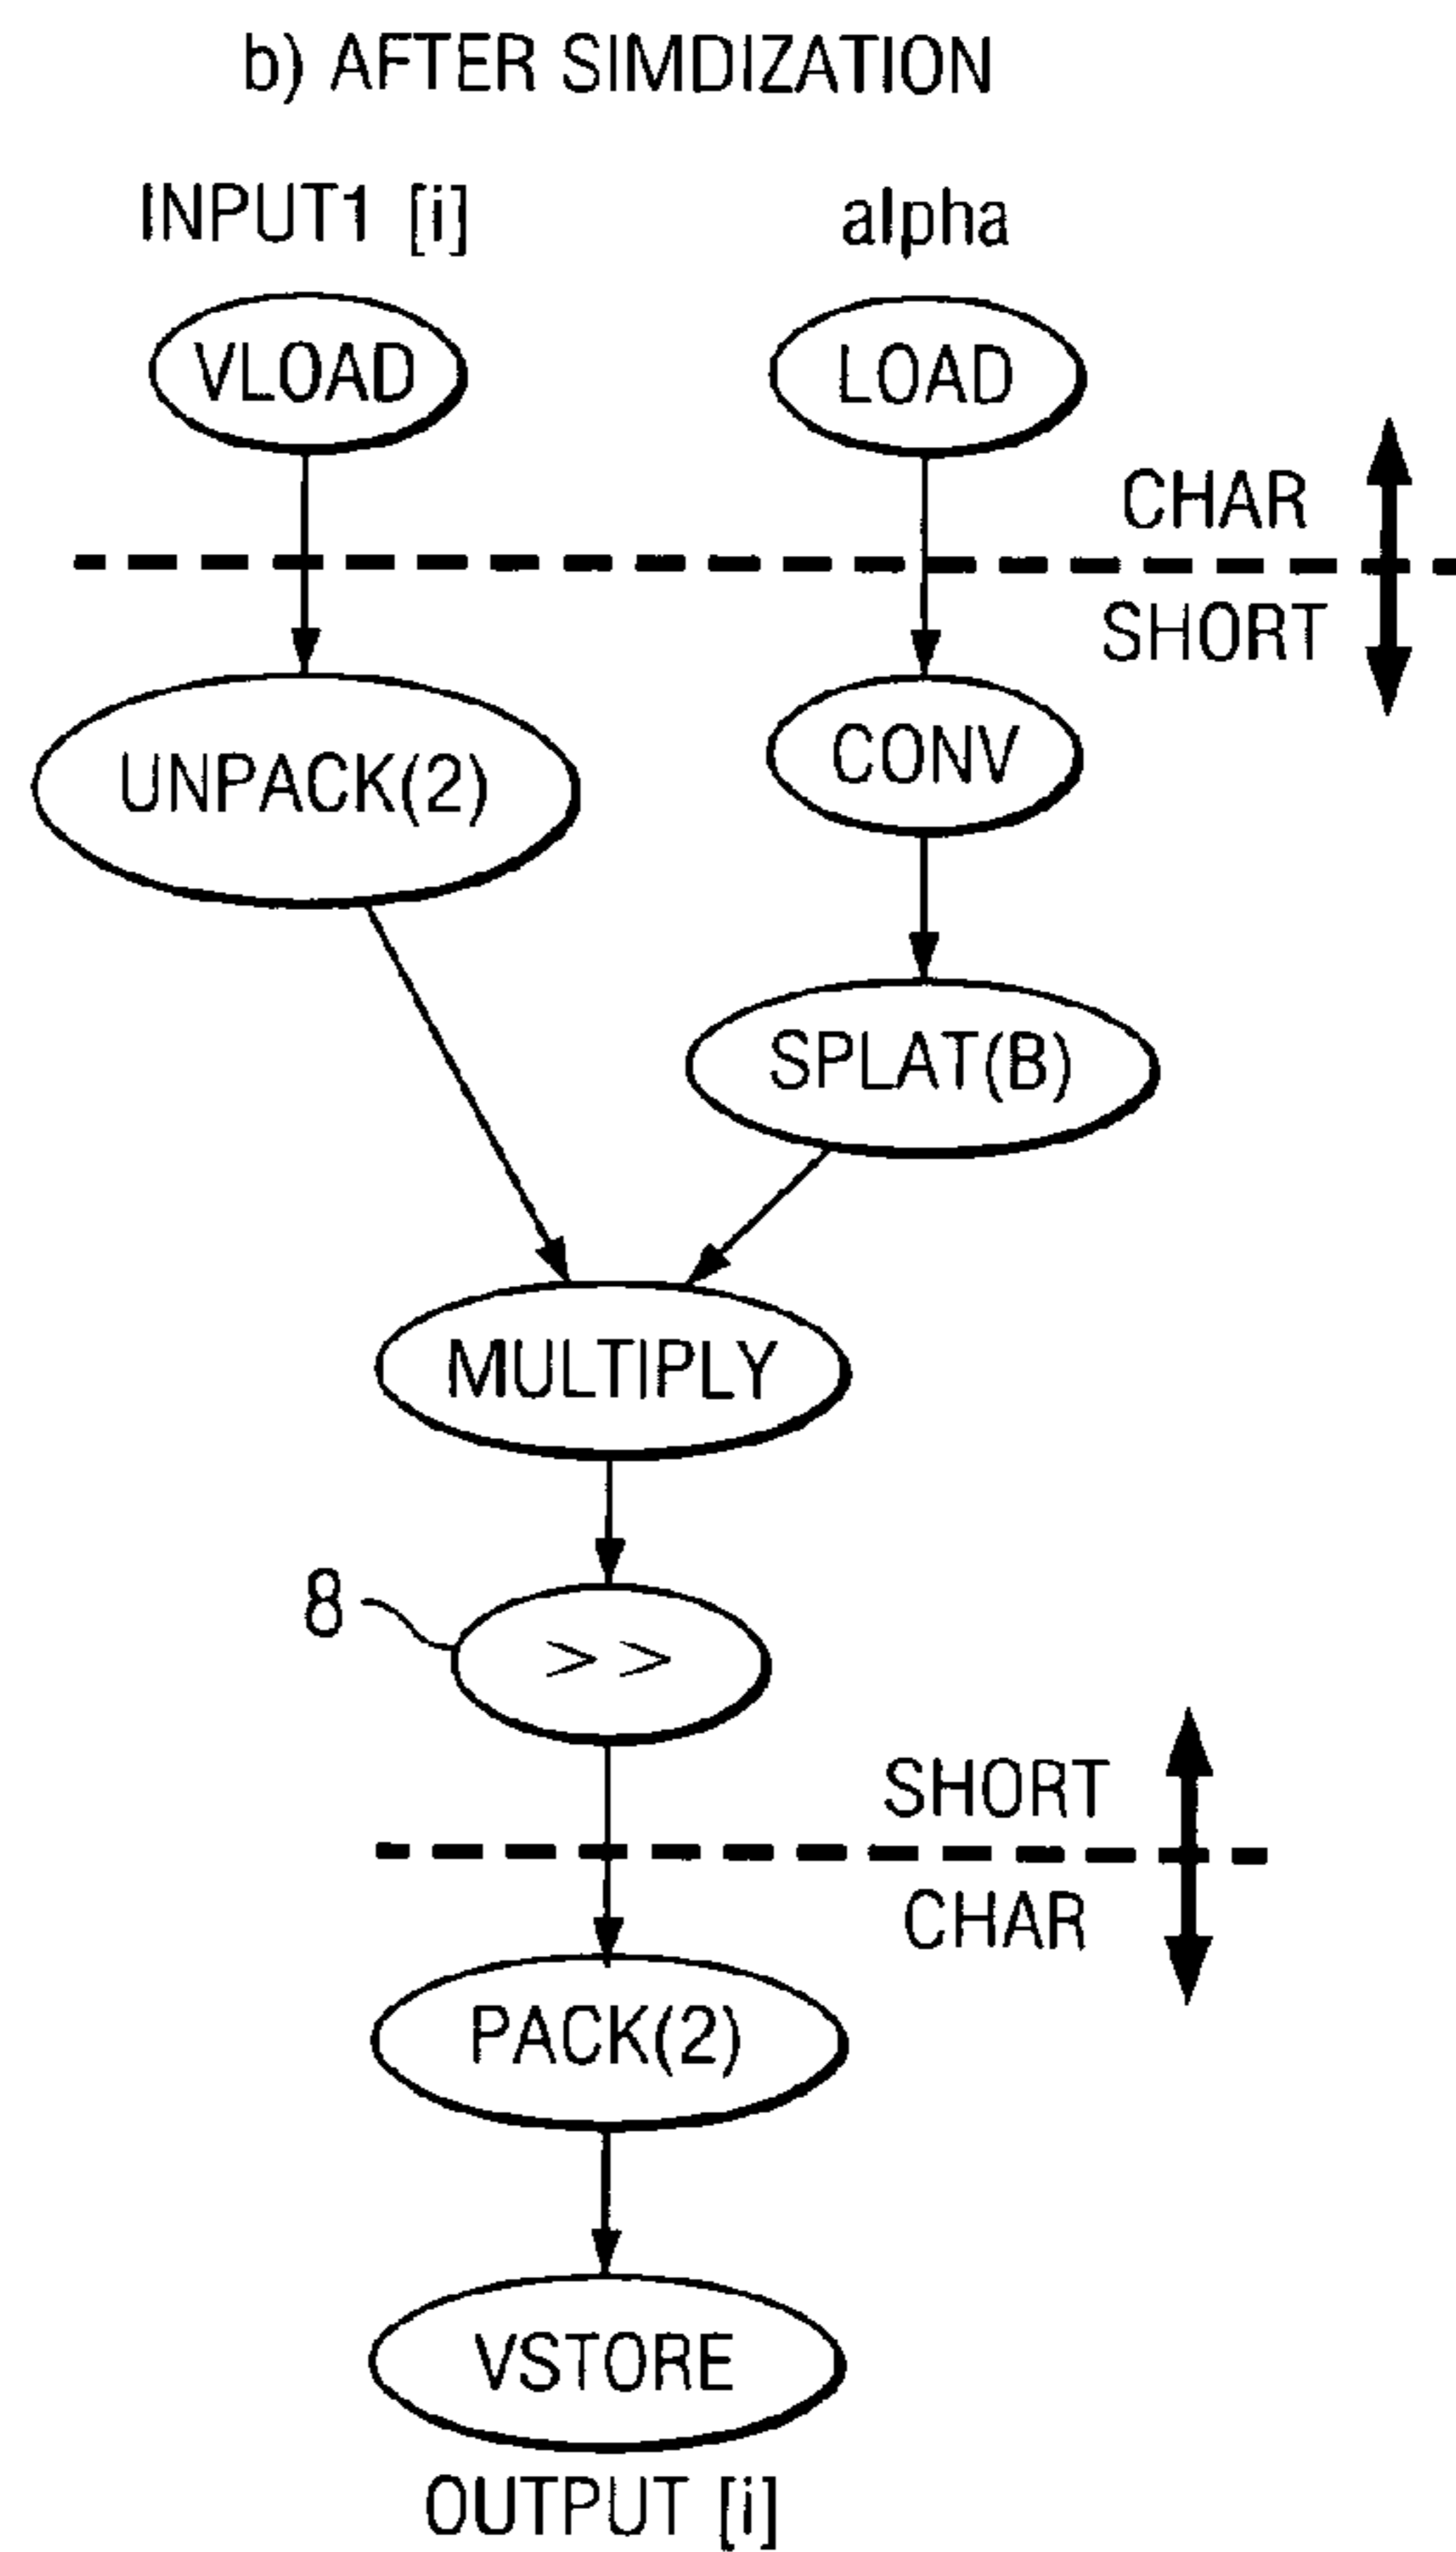 b) AFTER SIMDIZATION
INPUT1 [i]
alpha
VLOAD
LOAD
CHAR
SHORT
UNPACK(2)
CONV
SPLAT(B)
MULTIPLY
8
>>
SHORT
CHAR
PACK(2)
VSTORE
OUTPUT [i]